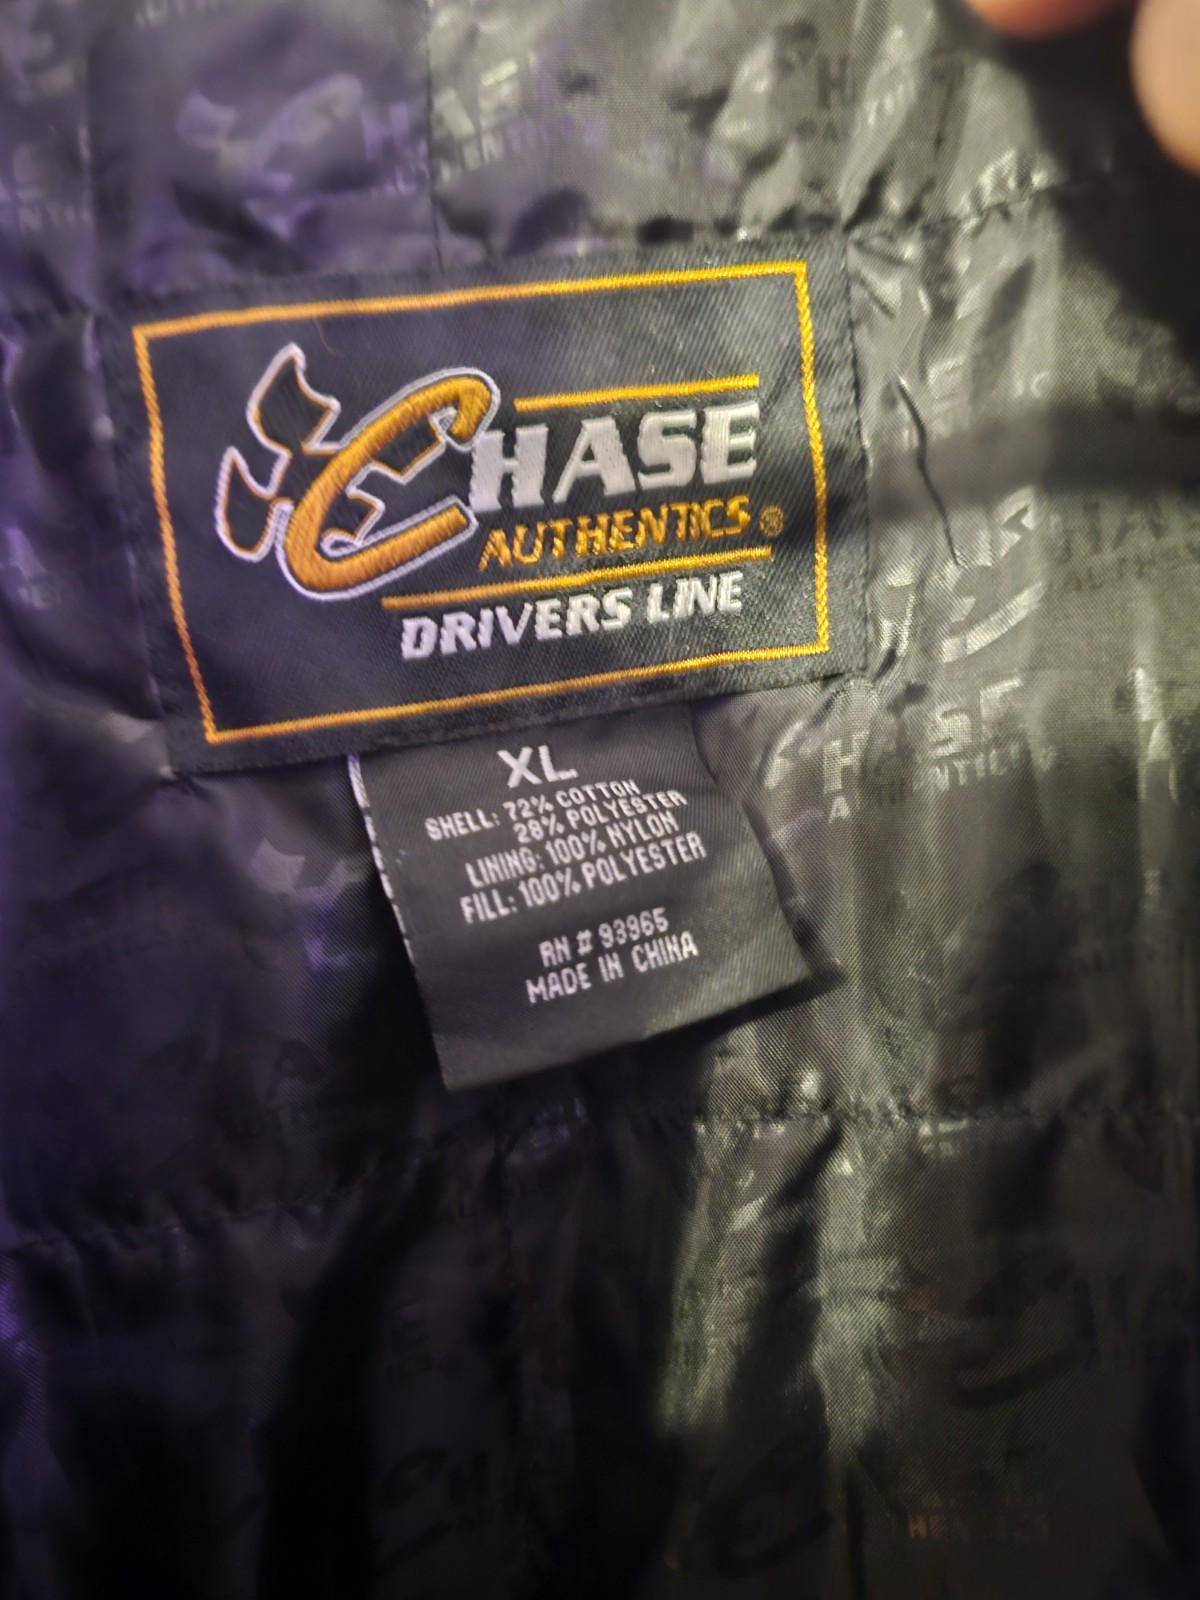 CHASE
AUTHENTICS®
DRIVERS LINE
XL
SHELL: 72% COTTON
28% POLYESTER
LINING: 100% NYLON
FILL: 100% POLYESTER
RN # 93965
MADE IN CHINA